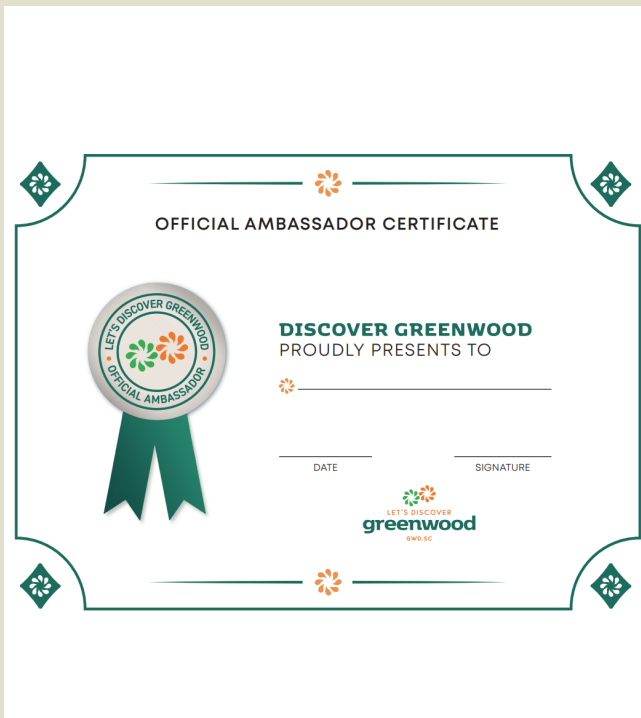 OFFICIAL AMBASSADOR CERTIFICATE
LET'S DISCOVER GREENWOOD
OFFICIAL AMBASSADOR
DISCOVER GREENWOOD
PROUDLY PRESENTS TO
DATE
SIGNATURE
LET'S DISCOVER
greenwood
GWD.SC